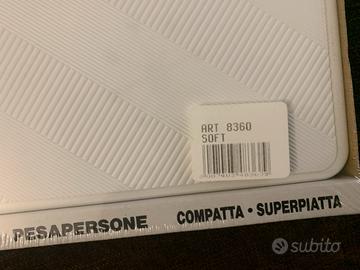 ART 8360
SOFT
PESAPERSONE
COMPATTA • SUPERPIATTA
subito